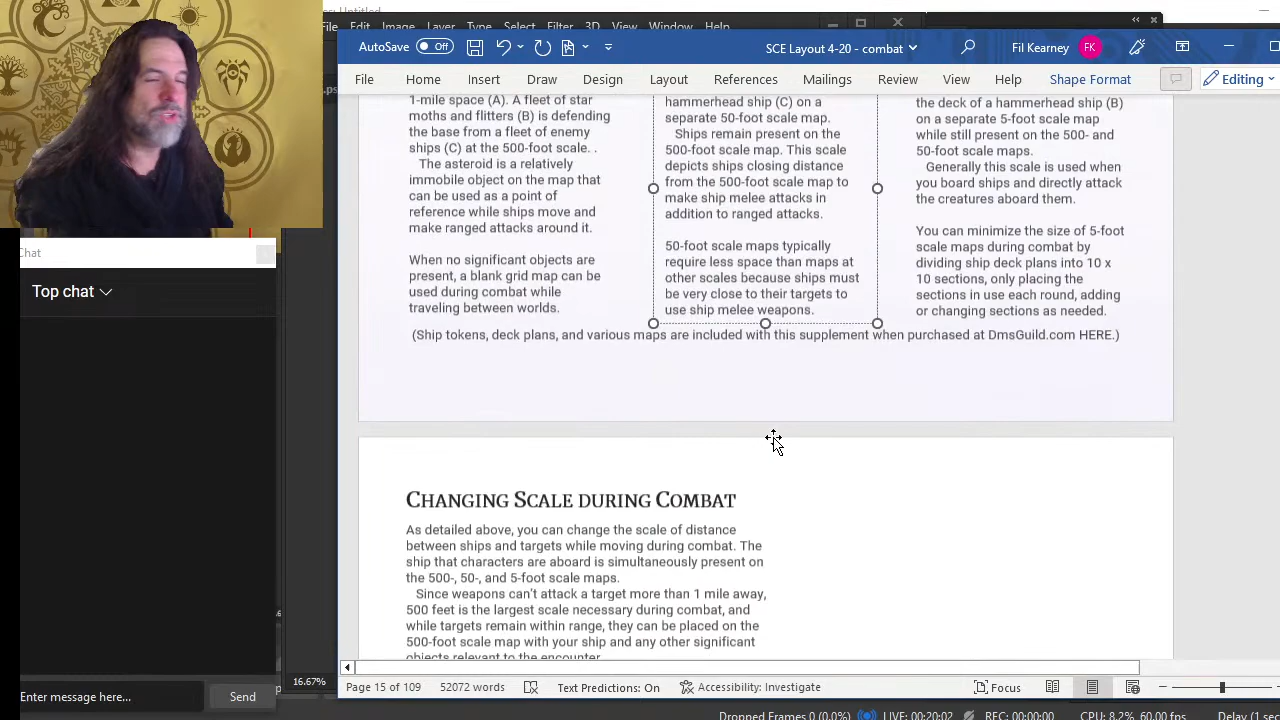 File Edit Image Layer Type Select Filter 3D View Window Help
AutoSave Off
SCE Layout 4-20 - combat
Fil Kearney FK
File Home Insert Draw Design Layout References Mailings Review View Help Shape Format
Editing
1-mile space (A). A fleet of star
moths and flitters (B) is defending
the base from a fleet of enemy
ships (C) at the 500-foot scale. .
The asteroid is a relatively
immobile object on the map that
can be used as a point of
reference while ships move and
make ranged attacks around it.
When no significant objects are
present, a blank grid map can be
used during combat while
traveling between worlds.
hammerhead ship (C) on a
separate 50-foot scale map.
Ships remain present on the
500-foot scale map. This scale
depicts ships closing distance
from the 500-foot scale map to
make ship melee attacks in
addition to ranged attacks.
50-foot scale maps typically
require less space than maps at
other scales because ships must
be very close to their targets to
use ship melee weapons.
the deck of a hammerhead ship (B)
on a separate 5-foot scale map
while still present on the 500- and
50-foot scale maps.
Generally this scale is used when
you board ships and directly attack
the creatures aboard them.
You can minimize the size of 5-foot
scale maps during combat by
dividing ship deck plans into 10 x
10 sections, only placing the
sections in use each round, adding
or changing sections as needed.
(Ship tokens, deck plans, and various maps are included with this supplement when purchased at DmsGuild.com HERE.)
CHANGING SCALE DURING COMBAT
As detailed above, you can change the scale of distance
between ships and targets while moving during combat. The
ship that characters are aboard is simultaneously present on
the 500-, 50-, and 5-foot scale maps.
Since weapons can't attack a target more than 1 mile away,
500 feet is the largest scale necessary during combat, and
while targets remain within range, they can be placed on the
500-foot scale map with your ship and any other significant
objects relevant to the encounter.
Chat
Top chat
Enter message here...
Send
16.67%
Page 15 of 109 52072 words Text Predictions: On Accessibility: Investigate Focus
Dropped Frames 0 (0.0%) LIVE: 00:20:02 REC: 00:00:00 CPU: 8.2%, 60.00 fps Delay (1 sec